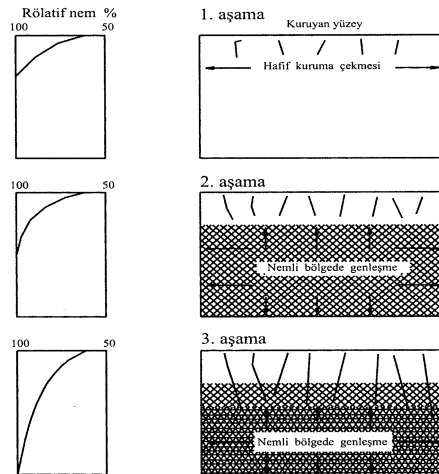 Rölatif nem %
100 50
1. aşama
Kuruyan yüzey
Hafif kuruma çekmesi
100 50
2. aşama
Nemli bölgede genleşme
100 50
3. aşama
Nemli bölgede genleşme